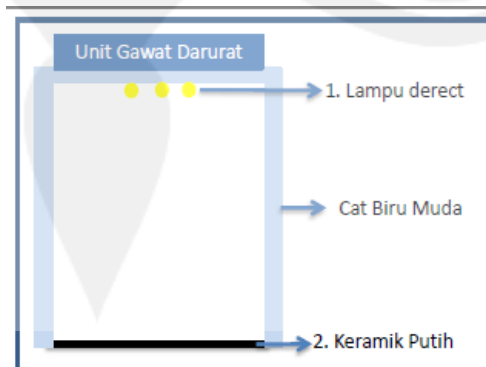 Unit Gawat Darurat
1. Lampu derect
Cat Biru Muda
2. Keramik Putih